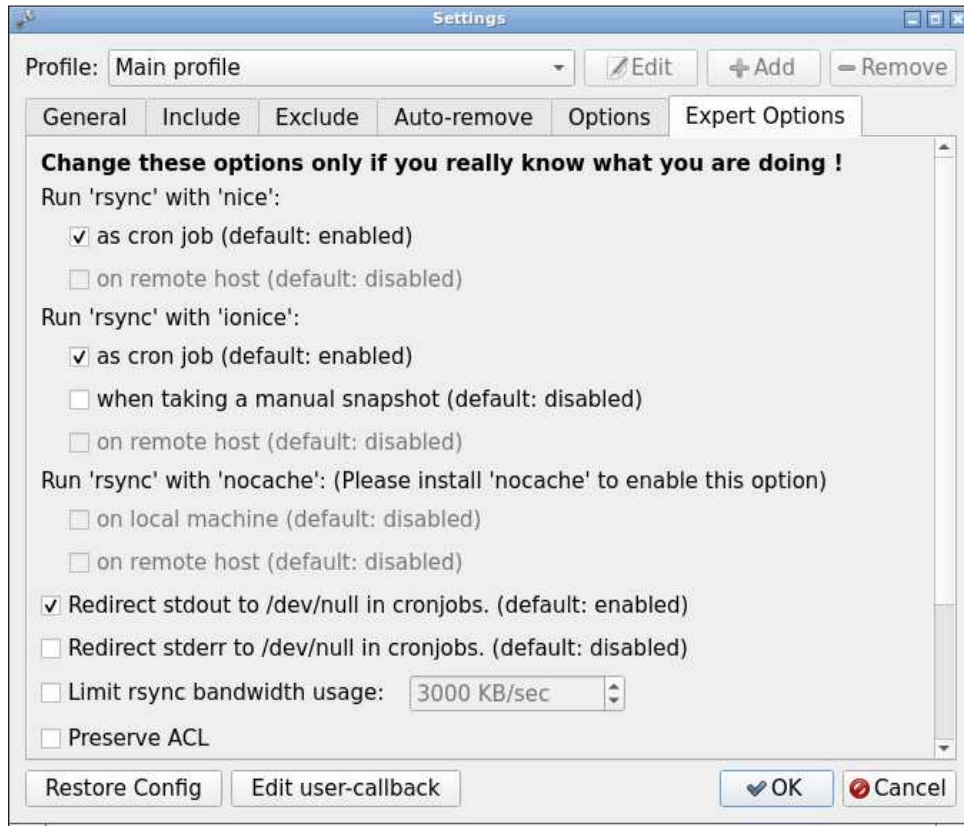 Settings
Profile: Main profile Edit Add Remove
General Include Exclude Auto-remove Options Expert Options
Change these options only if you really know what you are doing !
Run 'rsync' with 'nice':
as cron job (default: enabled)
on remote host (default: disabled)
Run 'rsync' with 'ionice':
as cron job (default: enabled)
when taking a manual snapshot (default: disabled)
on remote host (default: disabled)
Run 'rsync' with 'nocache': (Please install 'nocache' to enable this option)
on local machine (default: disabled)
on remote host (default: disabled)
Redirect stdout to /dev/null in cronjobs. (default: enabled)
Redirect stderr to /dev/null in cronjobs. (default: disabled)
Limit rsync bandwidth usage: 3000 KB/sec
Preserve ACL
Restore Config Edit user-callback OK Cancel